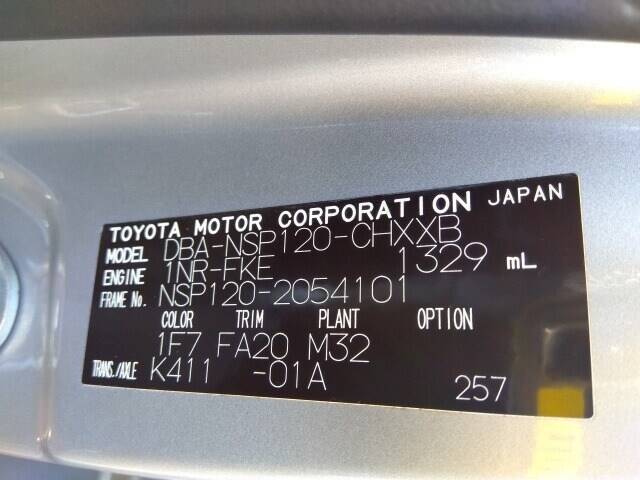 TOYOTA MOTOR CORPORATION JAPAN
MODEL DBA-NSP120-CHXXB
ENGINE 1NR-FKE 1329 mL
FRAME No. NSP120-2054101
COLOR TRIM PLANT OPTION
1F7 FA20 M32
TRANS./AXLE K411 -01A
257